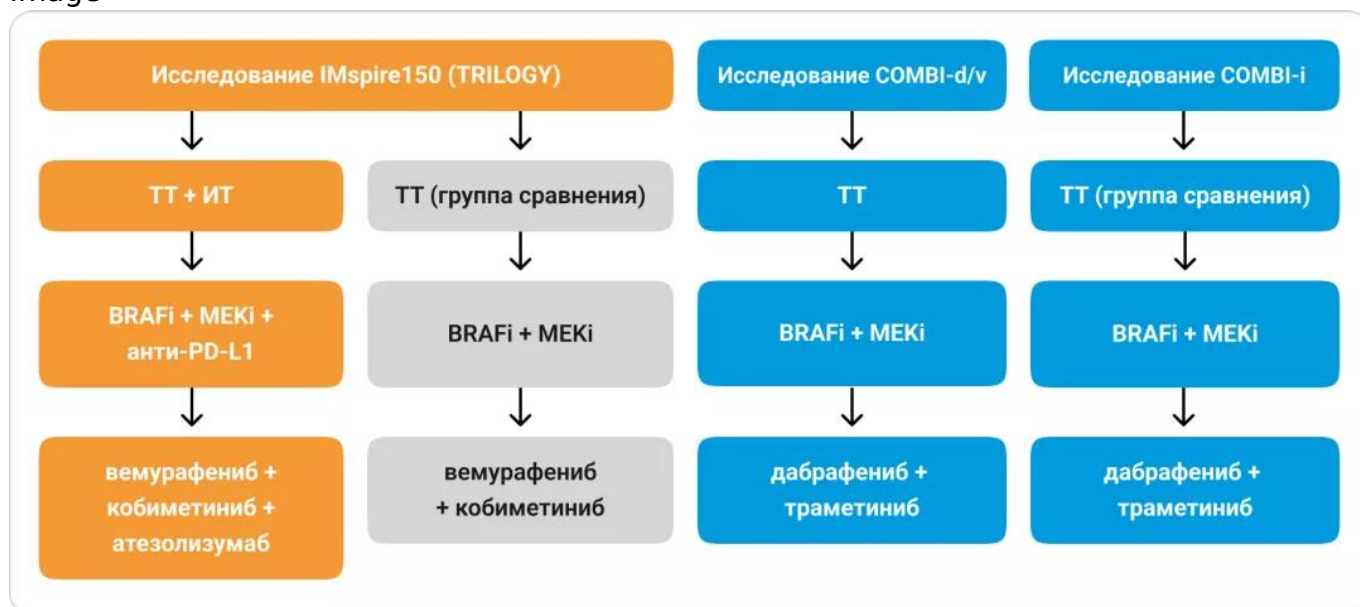 Исследование IMspire150 (TRILOGY)
Исследование COMBI-d/v
Исследование COMBI-i
ТТ + ИТ
ТТ (группа сравнения)
ТТ
ТТ (группа сравнения)
BRAFi + MEKi +
анти-PD-L1
BRAFi + MEKi
BRAFi + MEKi
BRAFi + MEKi
вемурафениб +
кобиметиниб +
атезолизумаб
вемурафениб
+ кобиметиниб
дабрафениб +
траметиниб
дабрафениб +
траметиниб